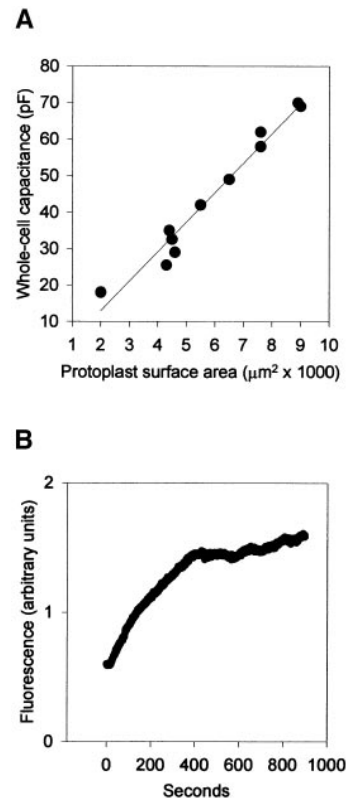 A
80
70
60
50
40
30
20
10
Whole-cell capacitance (pF)
1 2 3 4 5 6 7 8 9 10
Protoplast surface area (μm² x 1000)
B
2
1
0
Fluorescence (arbitrary units)
0 200 400 600 800 1000
Seconds